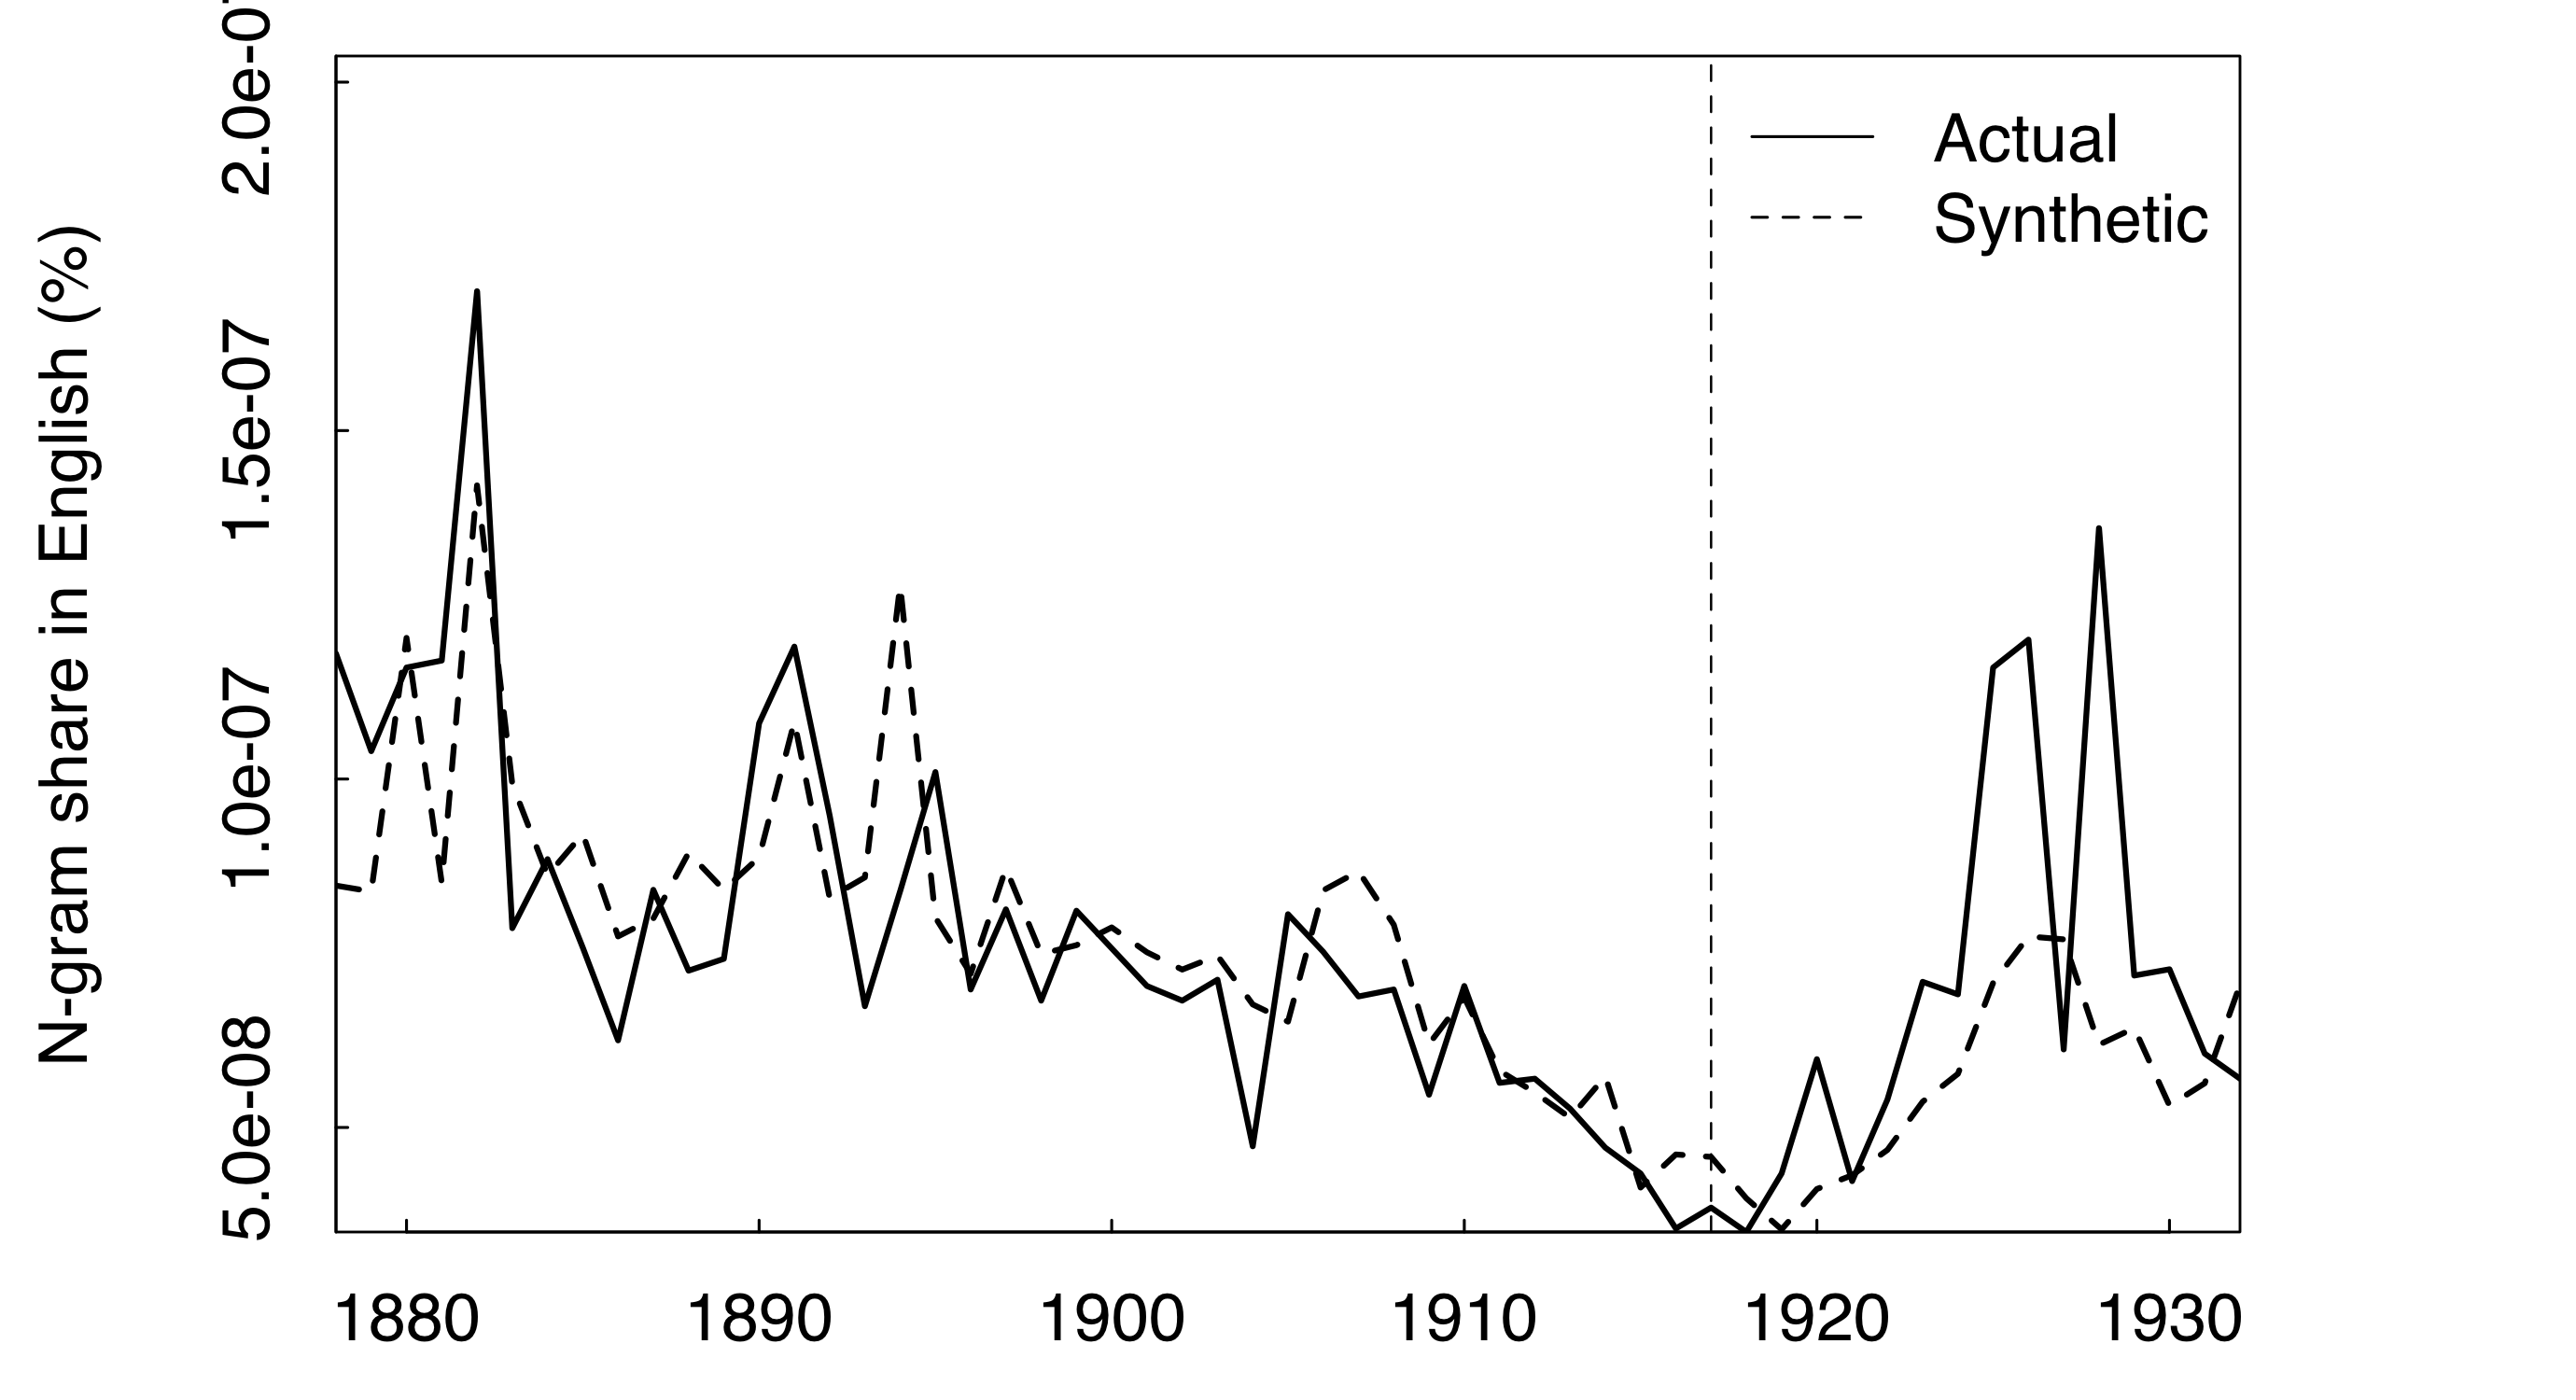 N-gram share in English (%)
2.0e-0
1.5e-07
1.0e-07
5.0e-08
Actual
Synthetic
1880 1890 1900 1910 1920 1930